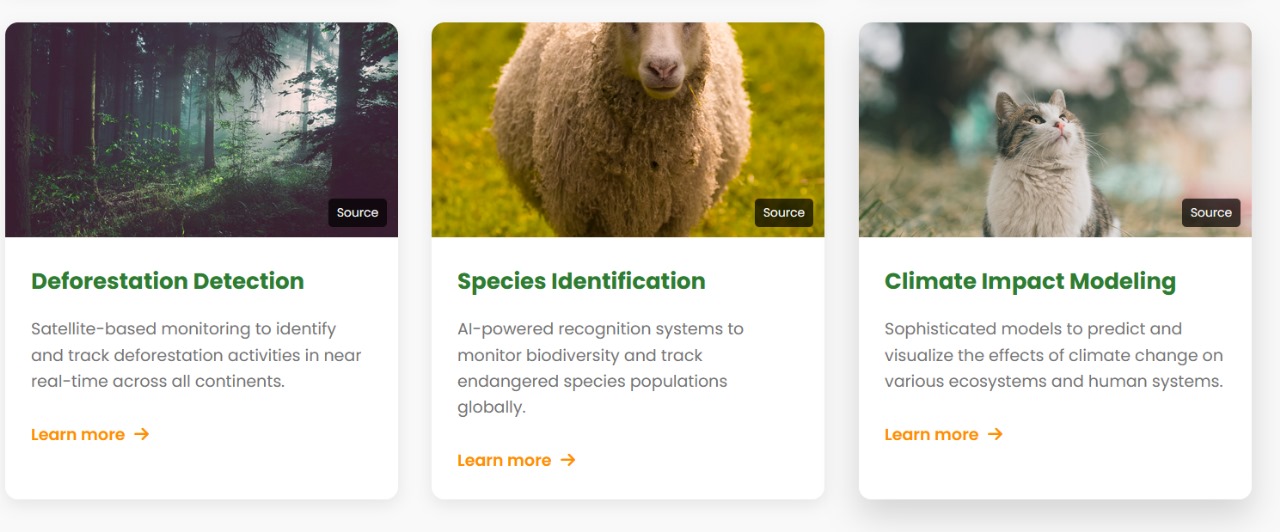 Source
Deforestation Detection
Satellite-based monitoring to identify
and track deforestation activities in near
real-time across all continents.
Learn more →
Source
Species Identification
AI-powered recognition systems to
monitor biodiversity and track
endangered species populations
globally.
Learn more →
Source
Climate Impact Modeling
Sophisticated models to predict and
visualize the effects of climate change on
various ecosystems and human systems.
Learn more →